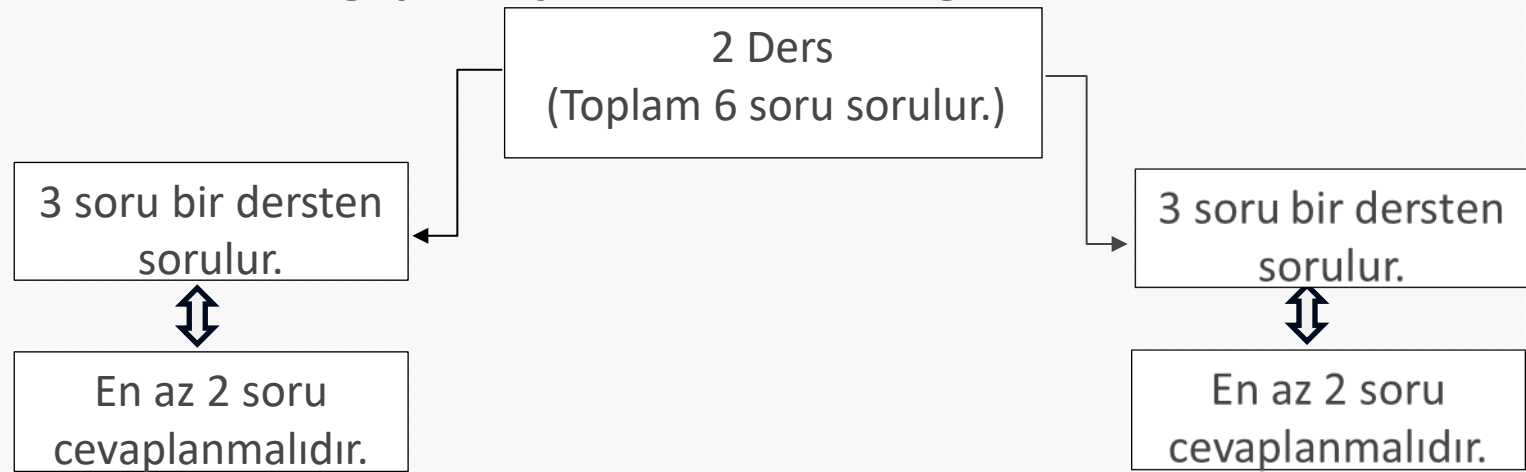 2 Ders
(Toplam 6 soru sorulur.)
3 soru bir dersten
sorulur.
3 soru bir dersten
sorulur.
En az 2 soru
cevaplanmalıdır.
En az 2 soru
cevaplanmalıdır.